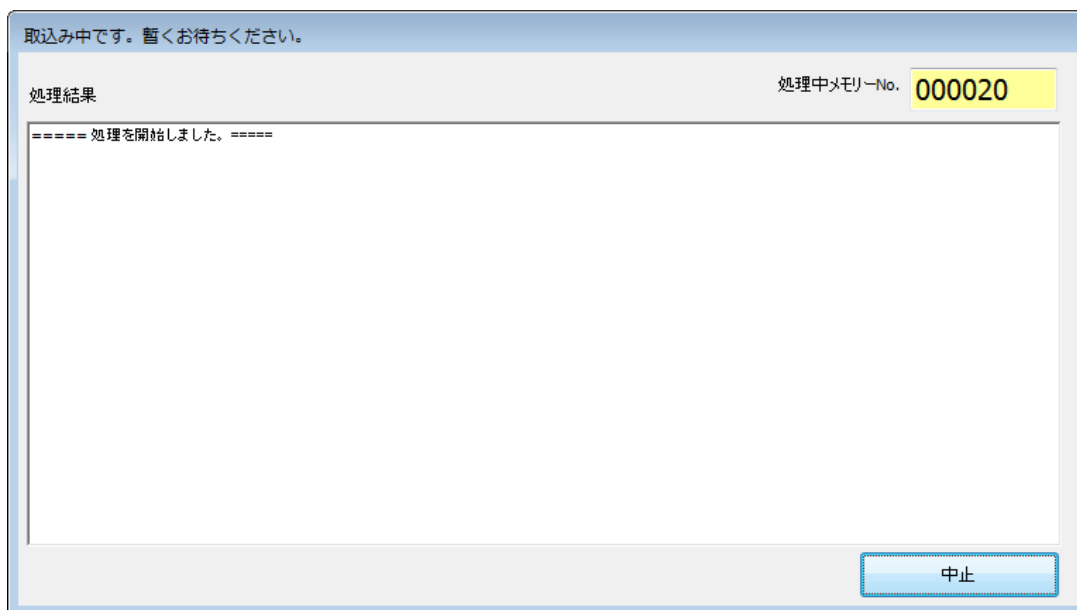 取込み中です。暫くお待ちください。
処理中メモリーNo. 000020
処理結果
===== 処理を開始しました。=====
中止